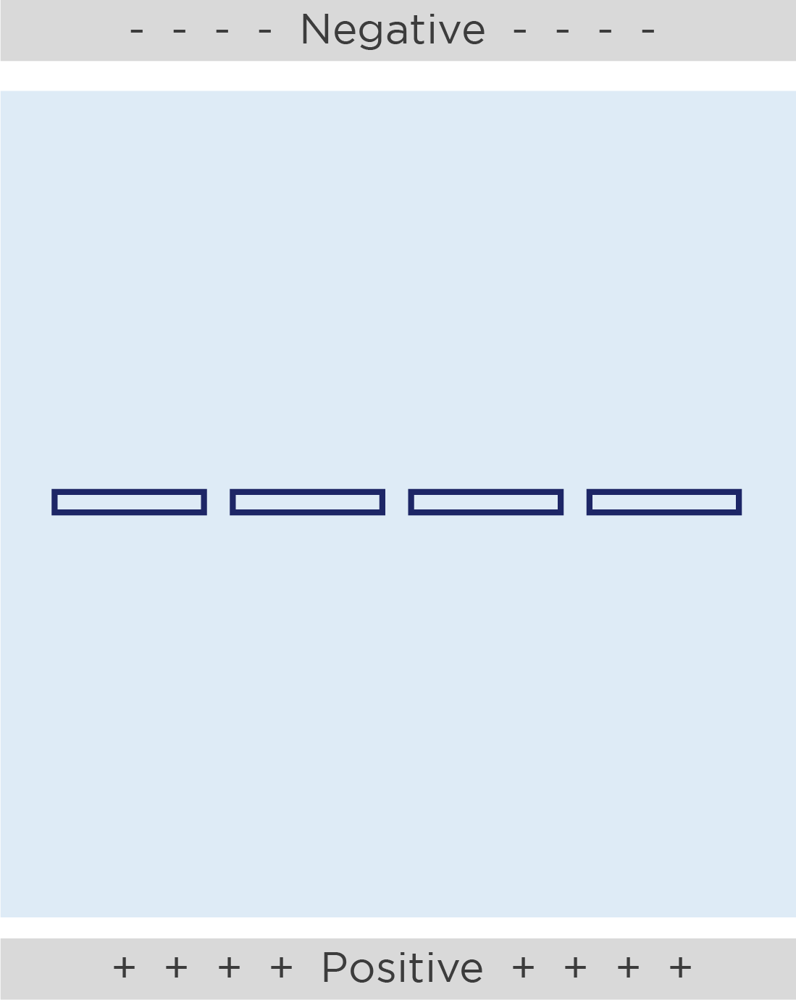 - - - - Negative - - - -
+ + + + Positive + + + +